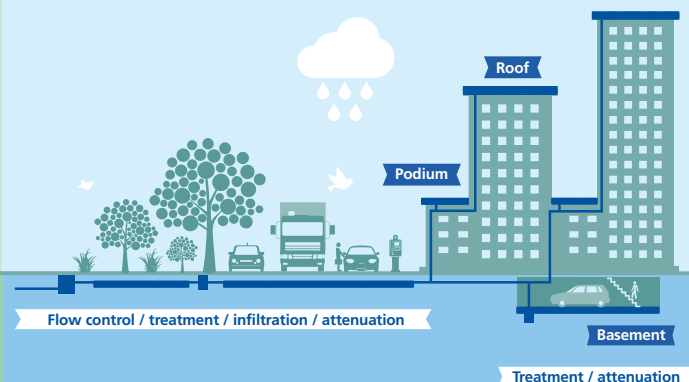 Roof
Podium
Flow control / treatment / infiltration / attenuation
Basement
Treatment / attenuation